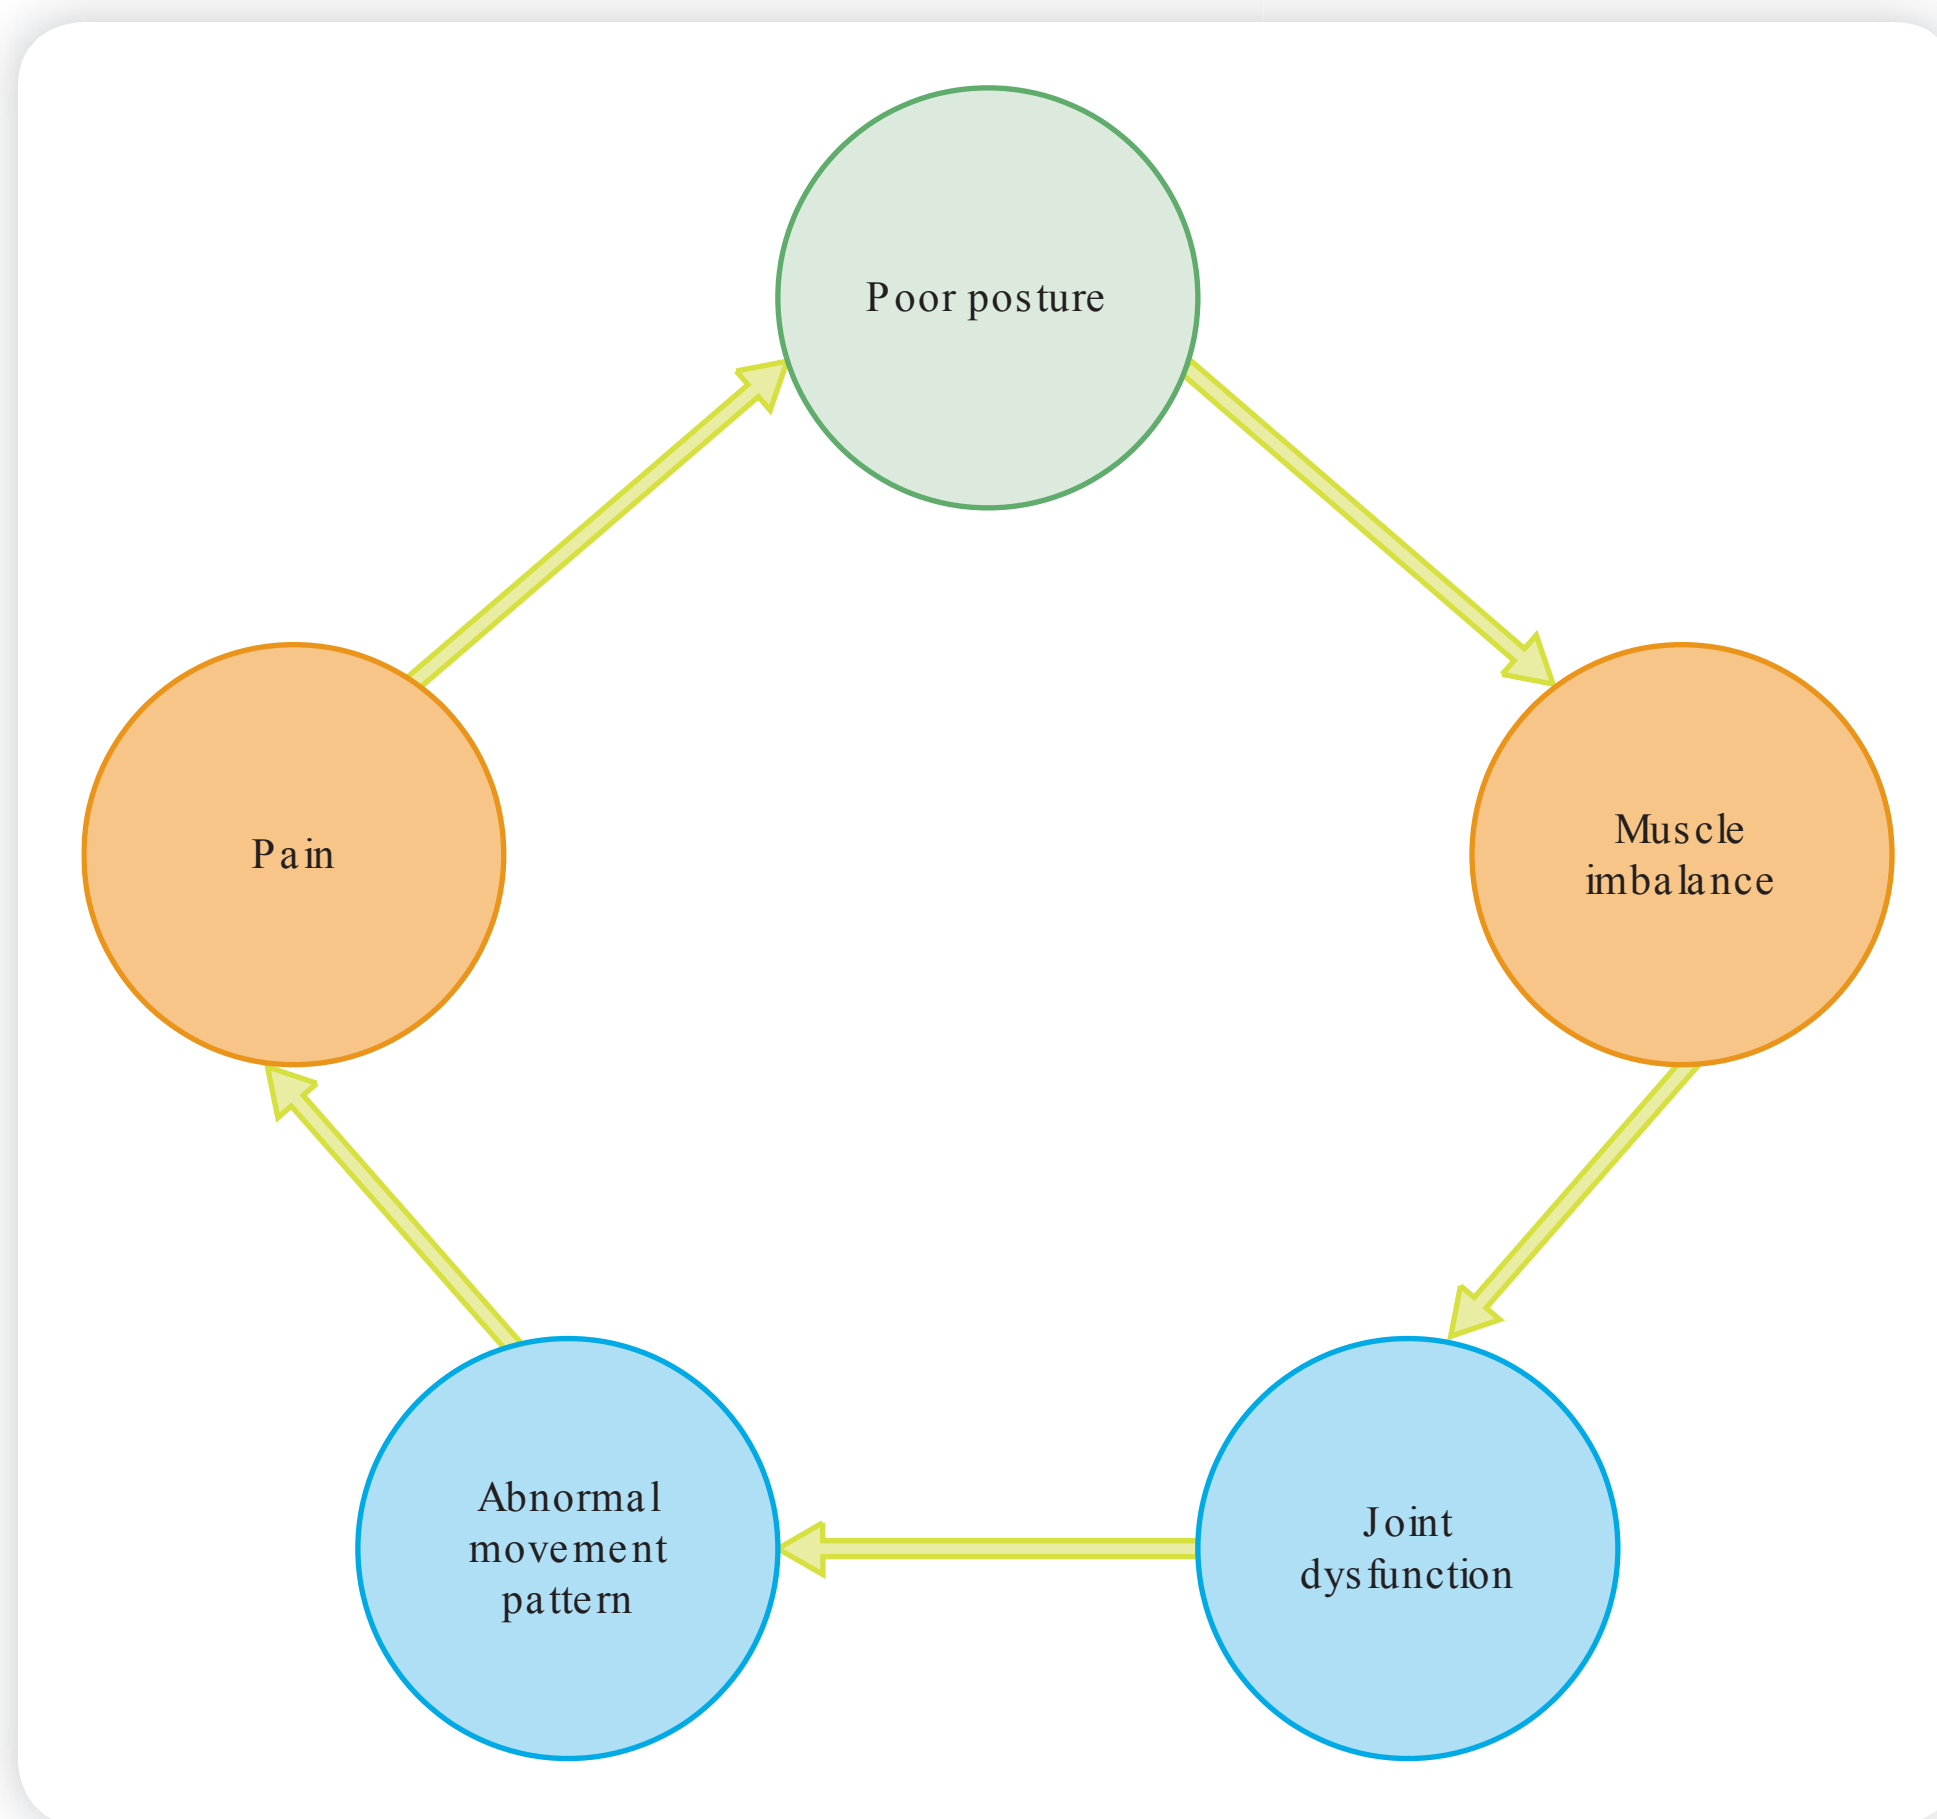 Poor posture
Pain
Muscle
imbalance
Abnormal
movement
pattern
Joint
dysfunction